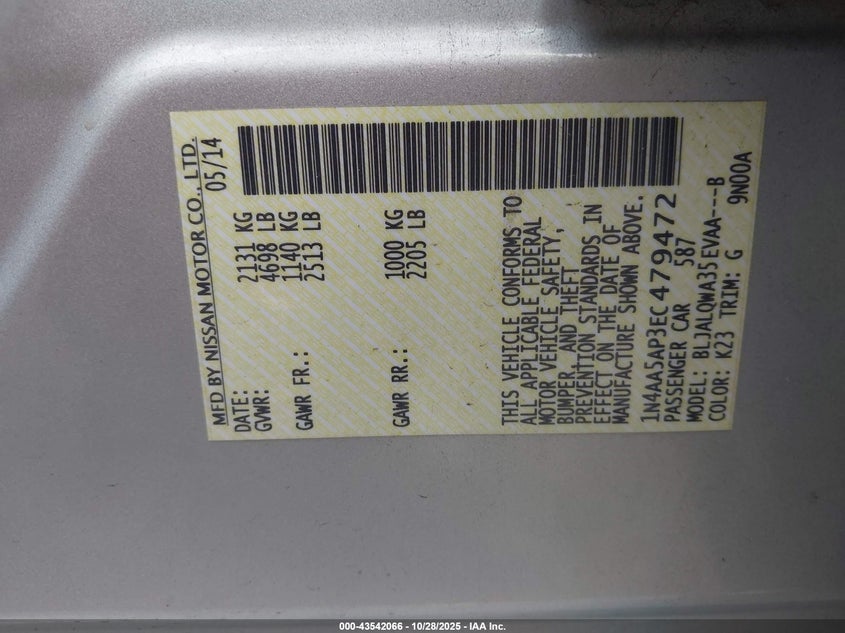 MFD BY NISSAN MOTOR CO., LTD.
DATE: 05/14
GVWR: 2131 KG
4698 LB
GAWR FR.: 1140 KG
2513 LB
GAWR RR.: 1000 KG
2205 LB
THIS VEHICLE CONFORMS TO
ALL APPLICABLE FEDERAL
MOTOR VEHICLE SAFETY,
BUMPER, AND THEFT
PREVENTION STANDARDS IN
EFFECT ON THE DATE OF
MANUFACTURE SHOWN ABOVE.
1N4AA5AP3EC479472
PASSENGER CAR 587
MODEL: BLJALQWA35EVAA---B
COLOR: K23 TRIM: G 9N00A
000-43542066 - 10/28/2025 - IAA Inc.